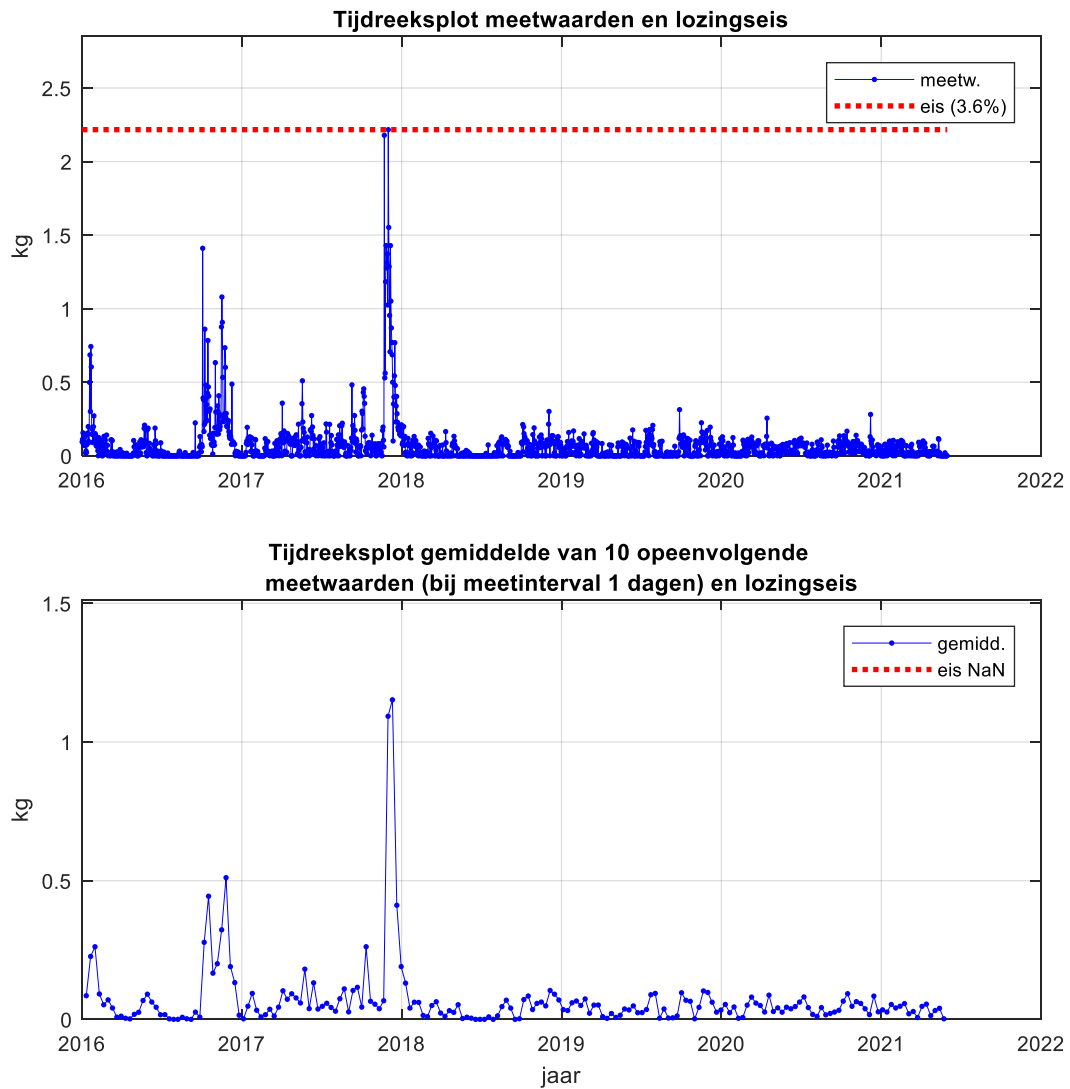 Tijdreeksplot meetwaarden en lozingseis
2.5
2
1.5
1
0.5
0
kg
meetw.
eis (3.6%)
2016 2017 2018 2019 2020 2021 2022
Tijdreeksplot gemiddelde van 10 opeenvolgende
meetwaarden (bij meetinterval 1 dagen) en lozingseis
1.5
1
0.5
0
kg
gemidd.
eis NaN
2016 2017 2018 2019 2020 2021 2022
jaar